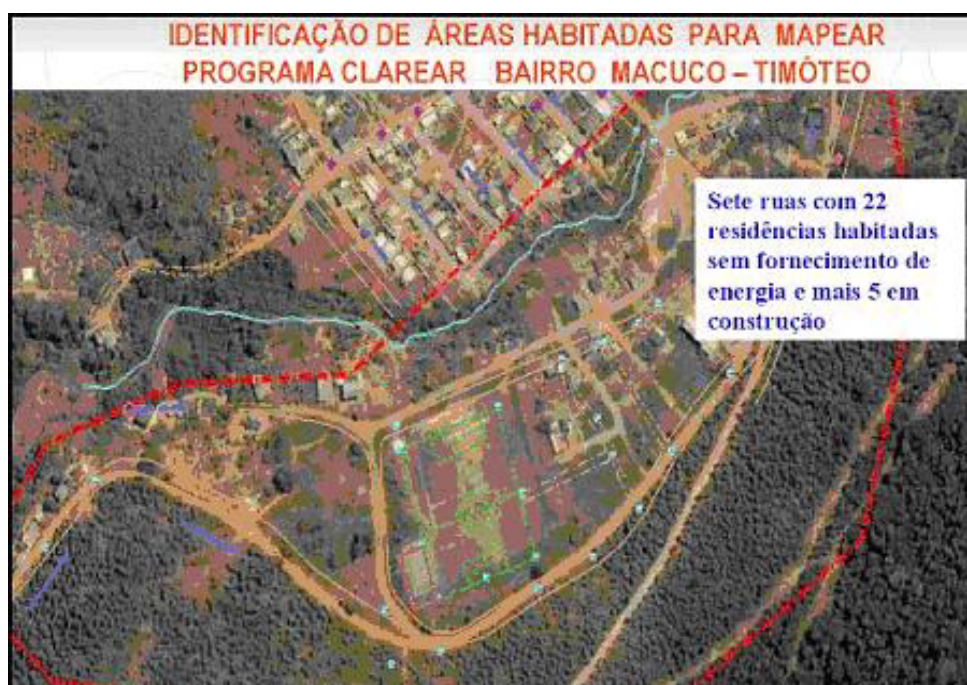 IDENTIFICAÇÃO DE ÁREAS HABITADAS PARA MAPEAR
PROGRAMA CLAREAR BAIRRO MACUCO – TIMÓTEO
Sete ruas com 22
residências habitadas
sem fornecimento de
energia e mais 5 em
construção